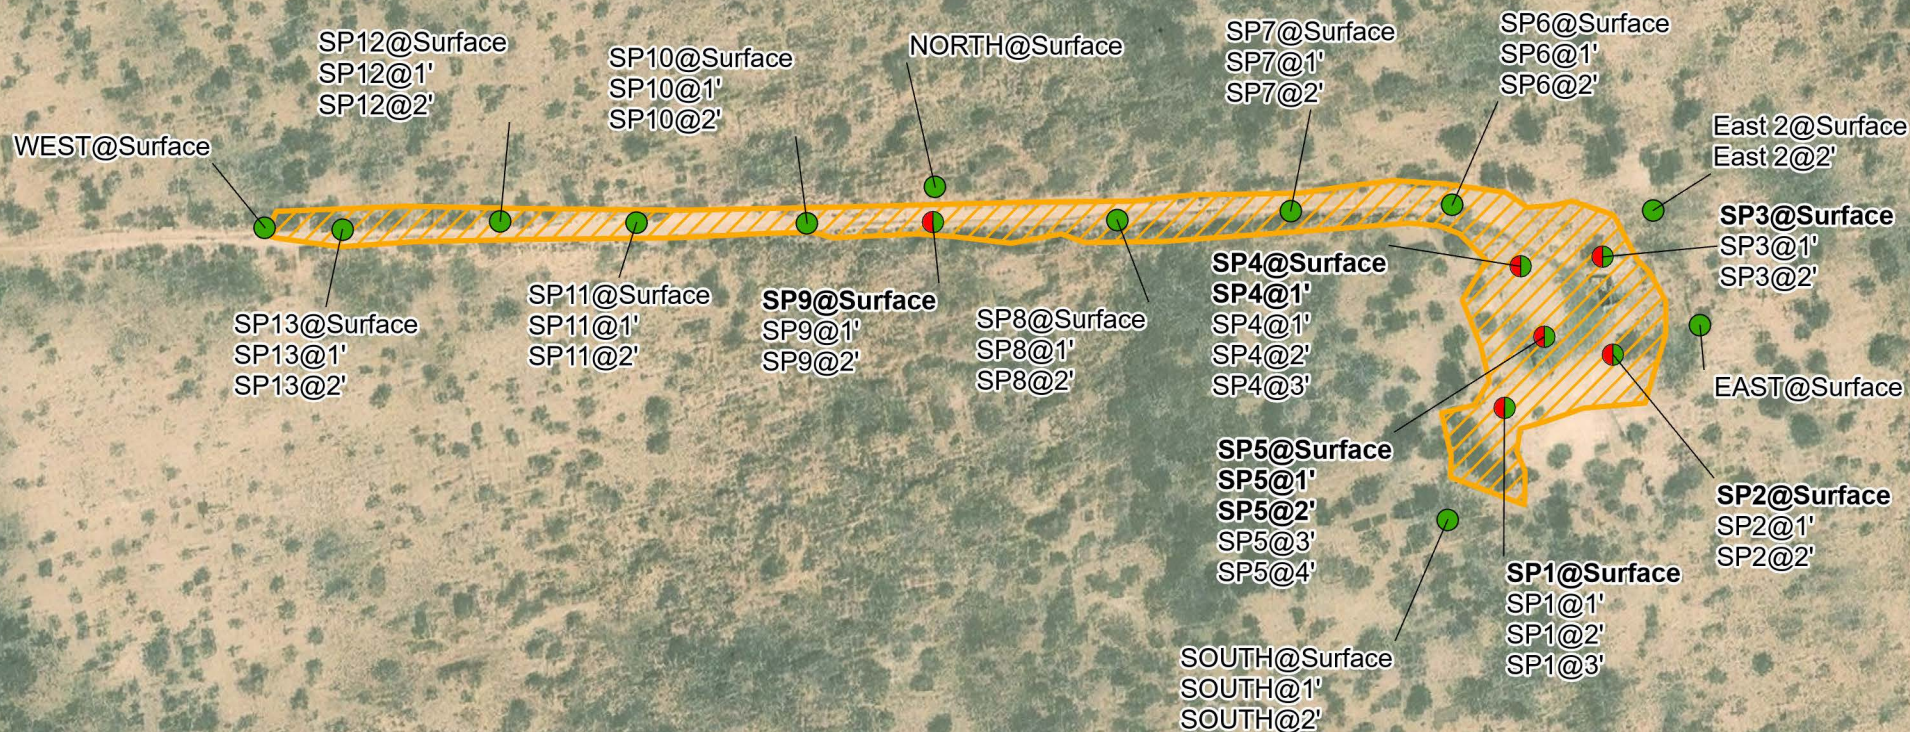 SP12@Surface
SP12@1'
SP12@2'
SP10@Surface
SP10@1'
SP10@2'
NORTH@Surface
SP7@Surface
SP7@1'
SP7@2'
SP6@Surface
SP6@1'
SP6@2'
WEST@Surface
East 2@Surface
East 2@2'
SP3@Surface
SP3@1'
SP3@2'
SP4@Surface
SP4@1'
SP4@1'
SP4@2'
SP4@3'
SP13@Surface
SP13@1'
SP13@2'
SP11@Surface
SP11@1'
SP11@2'
SP9@Surface
SP9@1'
SP9@2'
SP8@Surface
SP8@1'
SP8@2'
EAST@Surface
SP5@Surface
SP5@1'
SP5@2'
SP5@3'
SP5@4'
SP2@Surface
SP2@1'
SP2@2'
SP1@Surface
SP1@1'
SP1@2'
SP1@3'
SOUTH@Surface
SOUTH@1'
SOUTH@2'